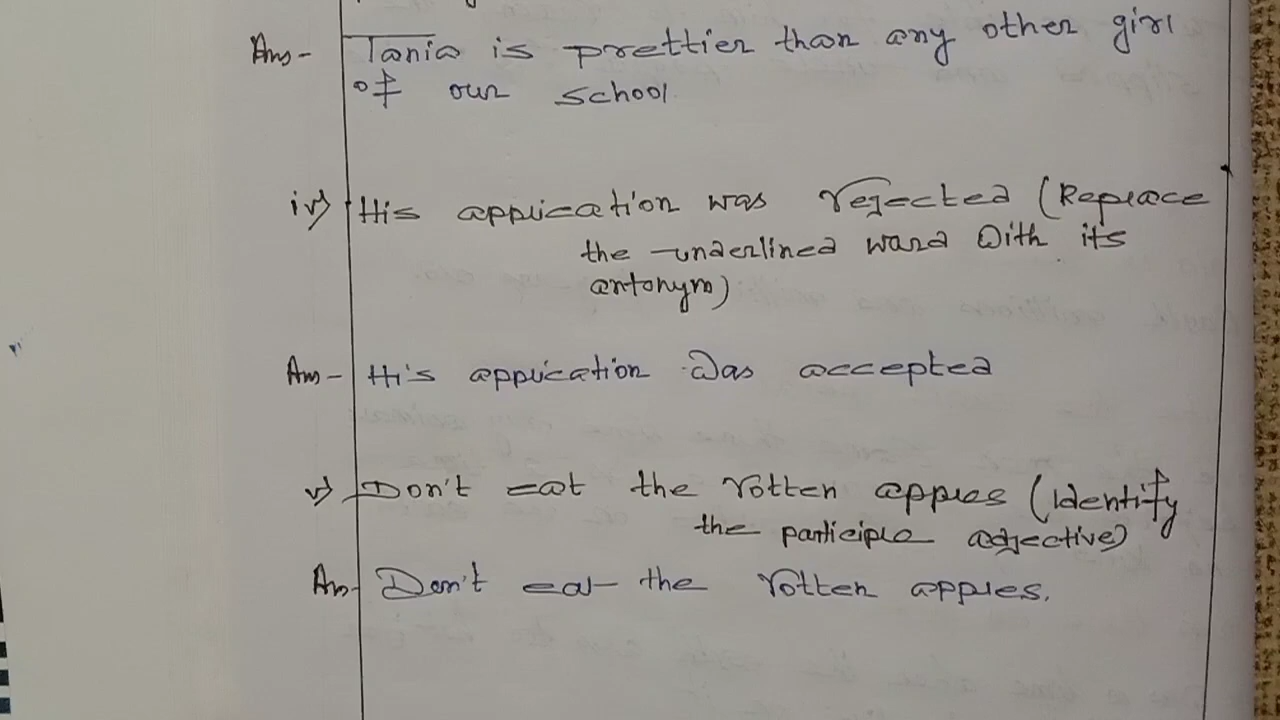 Ans- Tania is prettier than any other girl
of our school
iv) His application was rejected (Replace
the underlined word with its
antonym)
Ans- His application was accepted
v) Don't eat the rotten apples (Identify
the participle adjective)
Ans- Don't eat the rotten apples.